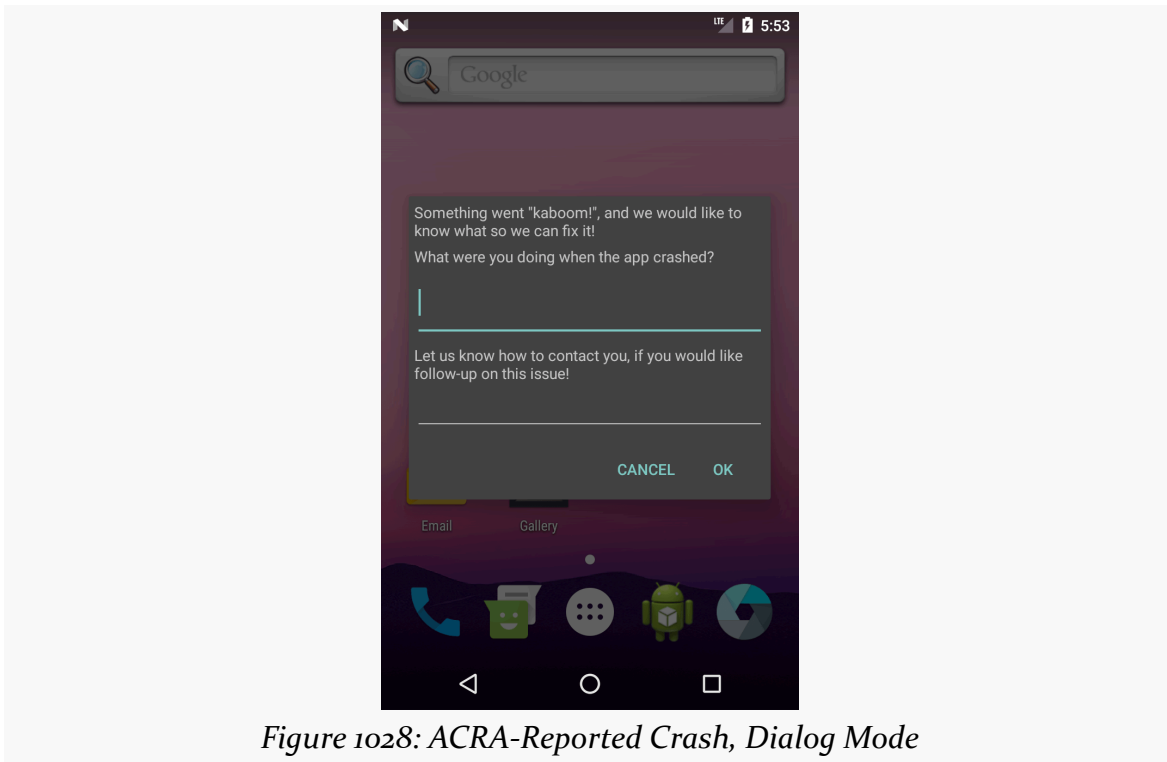 LTE 5:53
Google
Something went "kaboom!", and we would like to
know what so we can fix it!
What were you doing when the app crashed?
Let us know how to contact you, if you would like
follow-up on this issue!
CANCEL OK
Email Gallery
Figure 1028: ACRA-Reported Crash, Dialog Mode